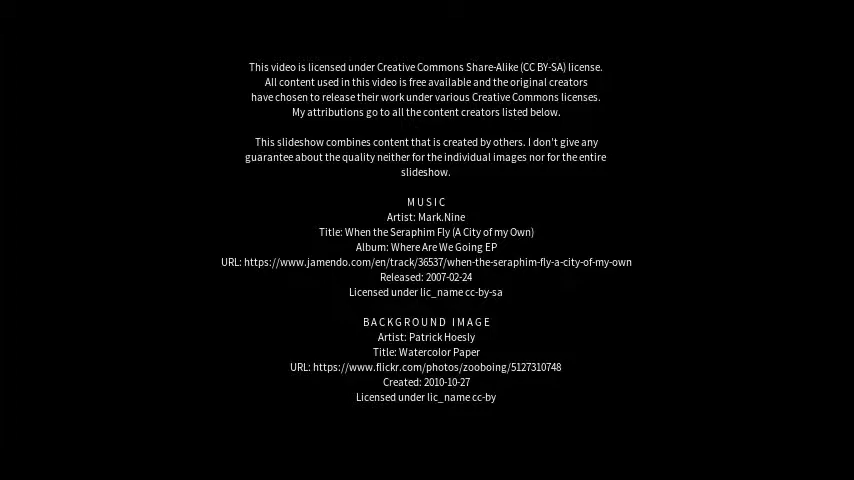 This video is licensed under Creative Commons Share-Alike (CC BY-SA) license.
All content used in this video is free available and the original creators
have chosen to release their work under various Creative Commons licenses.
My attributions go to all the content creators listed below.
This slideshow combines content that is created by others. I don't give any
guarantee about the quality neither for the individual images nor for the entire
slideshow.
MUSIC
Artist: Mark.Nine
Title: When the Seraphim Fly (A City of my Own)
Album: Where Are We Going EP
URL: https://www.jamendo.com/en/track/36537/when-the-seraphim-fly-a-city-of-my-own
Released: 2007-02-24
Licensed under lic_name cc-by-sa
BACKGROUND IMAGE
Artist: Patrick Hoesly
Title: Watercolor Paper
URL: https://www.flickr.com/photos/zooboing/5127310748
Created: 2010-10-27
Licensed under lic_name cc-by